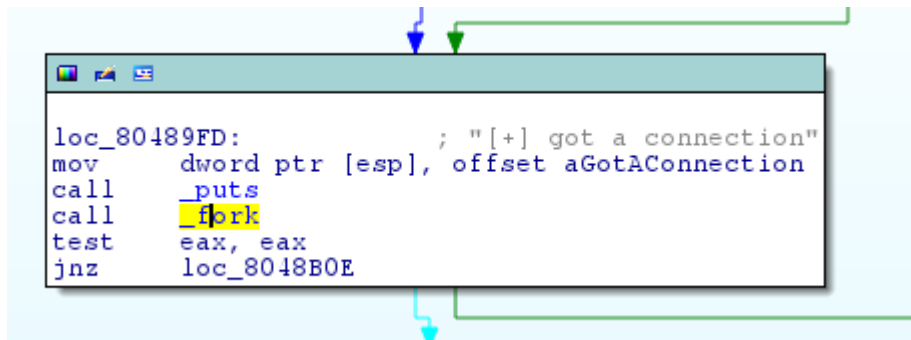 loc_80489FD: ; "[+] got a connection"
mov dword ptr [esp], offset aGotAConnection
call _puts
call _fork
test eax, eax
jnz loc_8048B0E